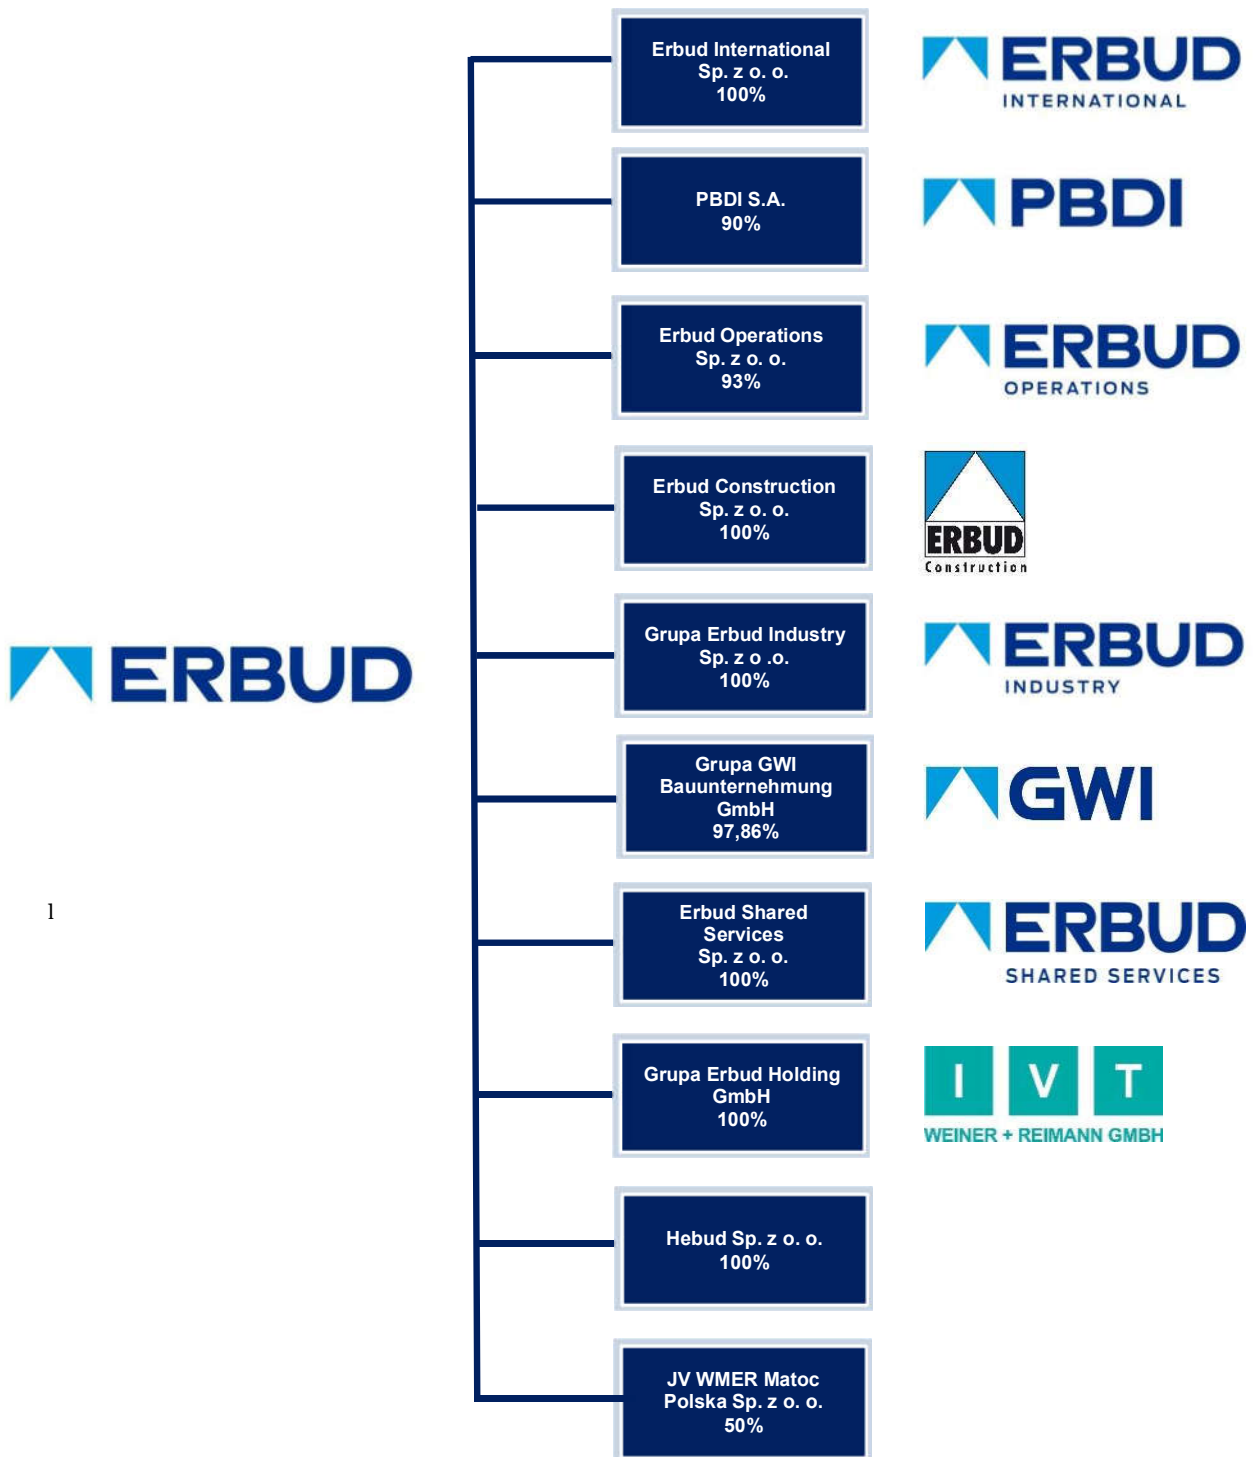 Erbud International
Sp. z o. o.
100%
ERBUD
INTERNATIONAL
PBDI S.A.
90%
PBDI
Erbud Operations
Sp. z o. o.
93%
ERBUD
OPERATIONS
Erbud Construction
Sp. z o. o.
100%
ERBUD
Construction
Grupa Erbud Industry
Sp. z o .o.
100%
ERBUD
INDUSTRY
ERBUD
Grupa GWI
Bauunternehmung
GmbH
97,86%
GWI
l
Erbud Shared
Services
Sp. z o. o.
100%
ERBUD
SHARED SERVICES
Grupa Erbud Holding
GmbH
100%
I V T
WEINER + REIMANN GMBH
Hebud Sp. z o. o.
100%
JV WMER Matoc
Polska Sp. z o. o.
50%